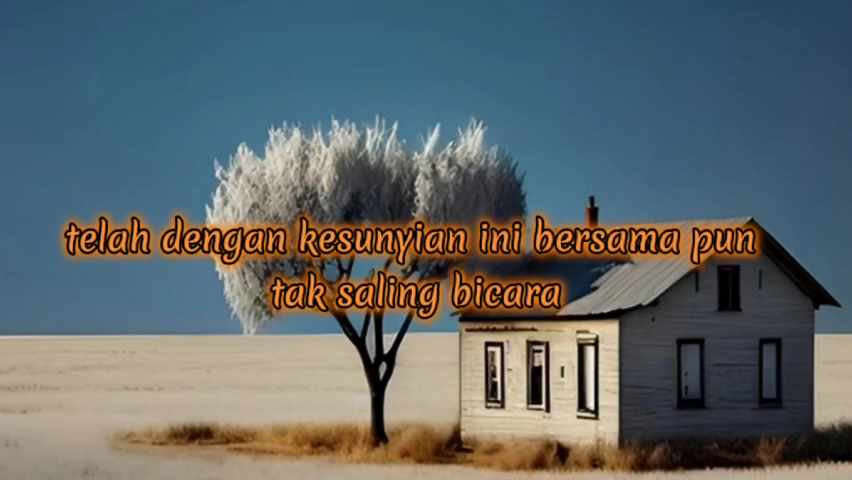 telah dengan kesunyian ini bersama pun
tak saling bicara